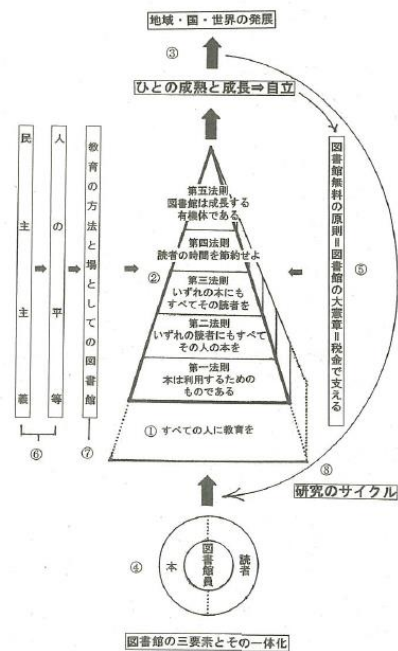 地域・国・世界の発展
③
ひとの成熟と成長⇒自立
民主主義
人の平等
教育の方法と場としての図書館
第五法則
図書館は成長する
有機体である
第四法則
読者の時間を節約せよ
②
第三法則
いずれの本にも
すべてその読者を
第二法則
いずれの読者にもすべて
その人の本を
第一法則
本は利用するための
ものである
① すべての人に教育を
図書館無料の原則＝図書館の大憲章＝税金で支える
⑤
⑥
⑦
⑧
研究のサイクル
④
本
図書館員
読者
図書館の三要素とその一体化